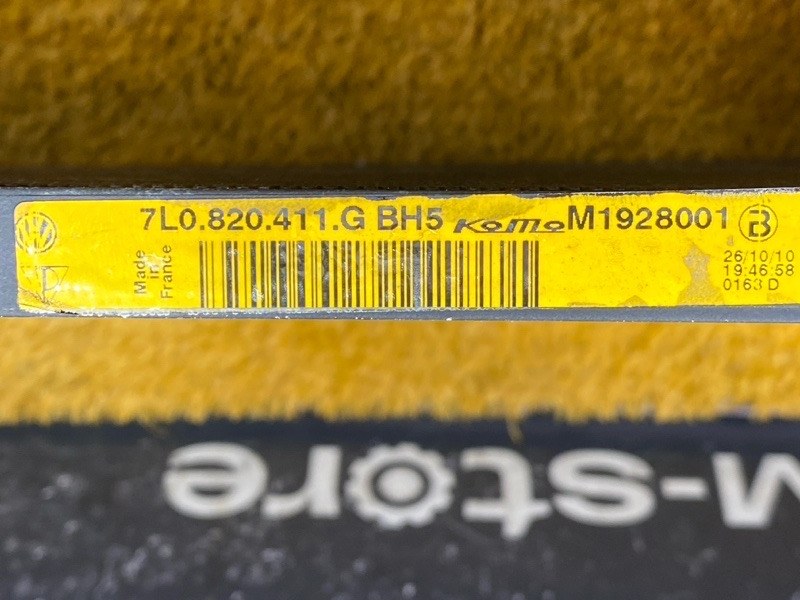 7L0.820.411.G BH5 KoMo M1928001 B
Made
in
France
26/10/10
19:46:58
0163 D
M-store